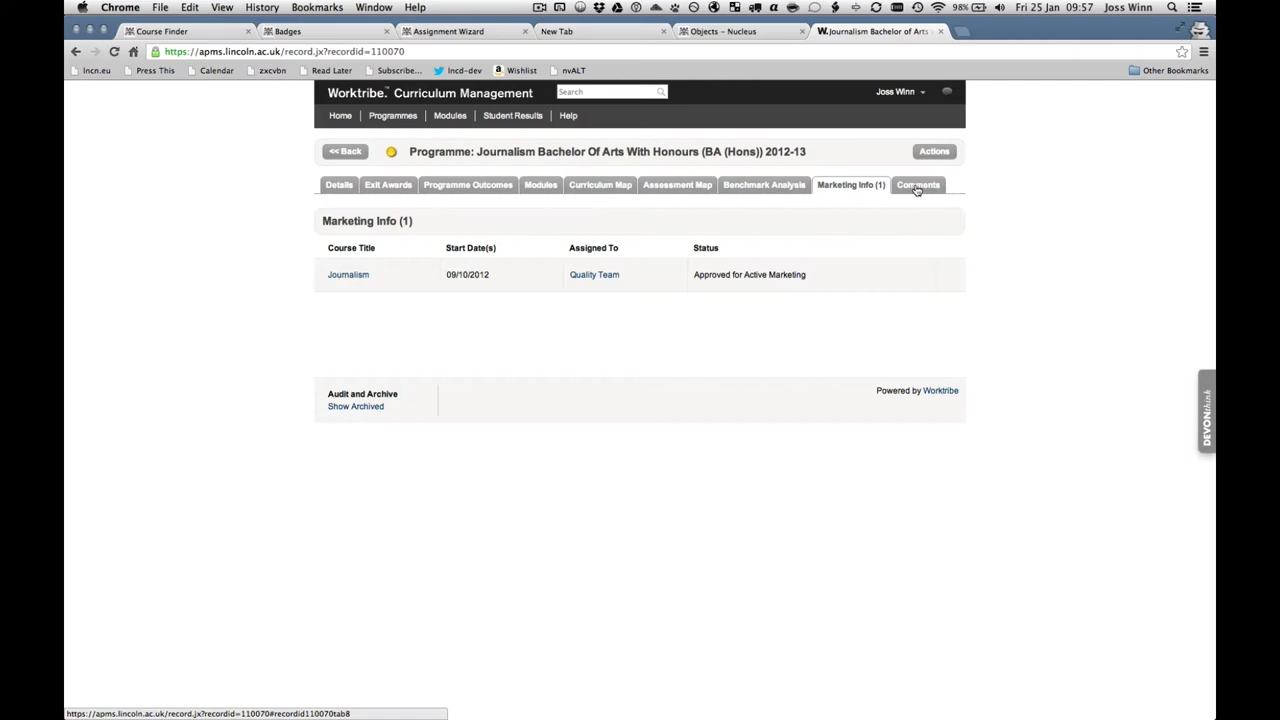 Chrome File Edit View History Bookmarks Window Help 98% Fri 25 Jan 09:57 Joss Winn
Course Finder Badges Assignment Wizard New Tab Objects – Nucleus W. Journalism Bachelor of Arts
https://apms.lincoln.ac.uk/record.jx?recordid=110070
lncn.eu Press This Calendar zxcvbn Read Later Subscribe... lncd-dev Wishlist nvALT Other Bookmarks
Worktribe™ Curriculum Management Search Joss Winn
Home Programmes Modules Student Results Help
<< Back Programme: Journalism Bachelor Of Arts With Honours (BA (Hons)) 2012-13 Actions
Details Exit Awards Programme Outcomes Modules Curriculum Map Assessment Map Benchmark Analysis Marketing Info (1) Comments
Marketing Info (1)
Course Title Start Date(s) Assigned To Status
Journalism 09/10/2012 Quality Team Approved for Active Marketing
Audit and Archive Powered by Worktribe
Show Archived
DEVONthink
https://apms.lincoln.ac.uk/record.jx?recordid=110070#recordid110070tab8